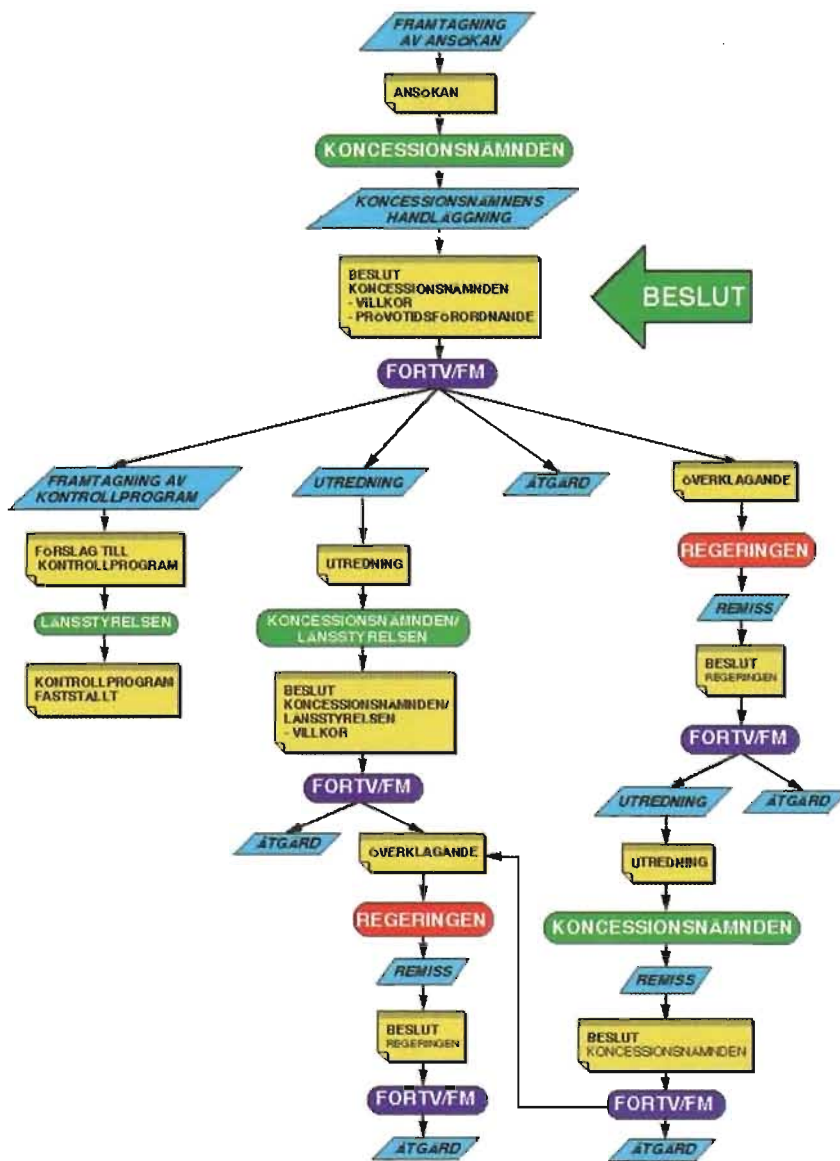 FRAMTAGNING
AV ANSÖKAN
ANSÖKAN
KONCESSIONSNÄMNDEN
KONCESSIONSNÄMNENS
HANDLÄGGNING
BESLUT
KONCESSIONSNÄMNDEN
- VILLKOR
- PRÖVOTIDSFÖRORDNANDE
BESLUT
FORTV/FM
FRAMTAGNING AV
KONTROLLPROGRAM
FÖRSLAG TILL
KONTROLLPROGRAM
LÄNSSTYRELSEN
KONTROLLPROGRAM
FASTSTÄLLT
UTREDNING
UTREDNING
KONCESSIONSNÄMNDEN/
LÄNSSTYRELSEN
BESLUT
KONCESSIONSNÄMNDEN/
LÄNSSTYRELSEN
- VILLKOR
FORTV/FM
ÅTGÄRD
ÖVERKLAGANDE
REGERINGEN
REMISS
BESLUT
REGERINGEN
FORTV/FM
ÅTGÄRD
ÅTGÄRD
ÖVERKLAGANDE
REGERINGEN
REMISS
BESLUT
REGERINGEN
FORTV/FM
UTREDNING
ÅTGÄRD
UTREDNING
KONCESSIONSNÄMNDEN
REMISS
BESLUT
KONCESSIONSNÄMNDEN
FORTV/FM
ÅTGÄRD